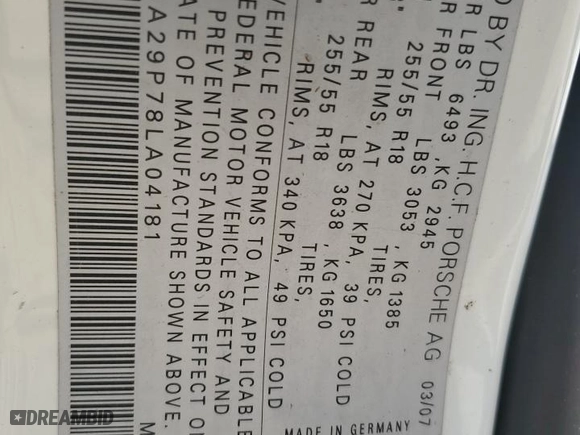 D BY DR. ING. H.C.F. PORSCHE AG 03/07
R LBS 6493 ,KG 2945
R FRONT LBS 3053 , KG 1385
255/55 R18 TIRES,
RIMS, AT 270 KPA, 39 PSI COLD
R REAR LBS 3638, KG 1650
255/55 R18 TIRES,
RIMS, AT 340 KPA, 49 PSI COLD
VEHICLE CONFORMS TO ALL APPLICABLE
EDERAL MOTOR VEHICLE SAFETY AND
PREVENTION STANDARDS IN EFFECT O
ATE OF MANUFACTURE SHOWN ABOVE.
A29P78LA04181
MADE IN GERMANY
DREAMBID